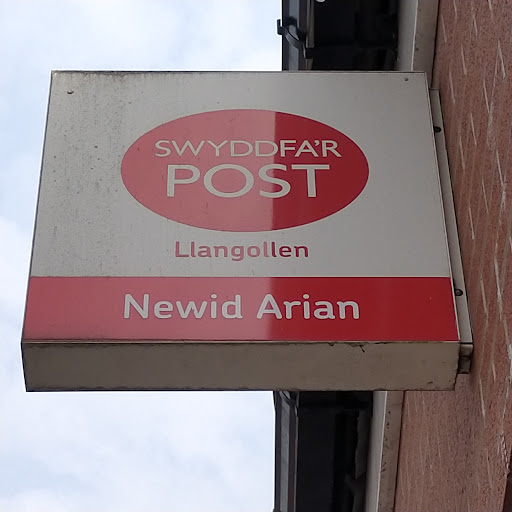 SWYDDFA'R
POST
Llangollen
Newid Arian